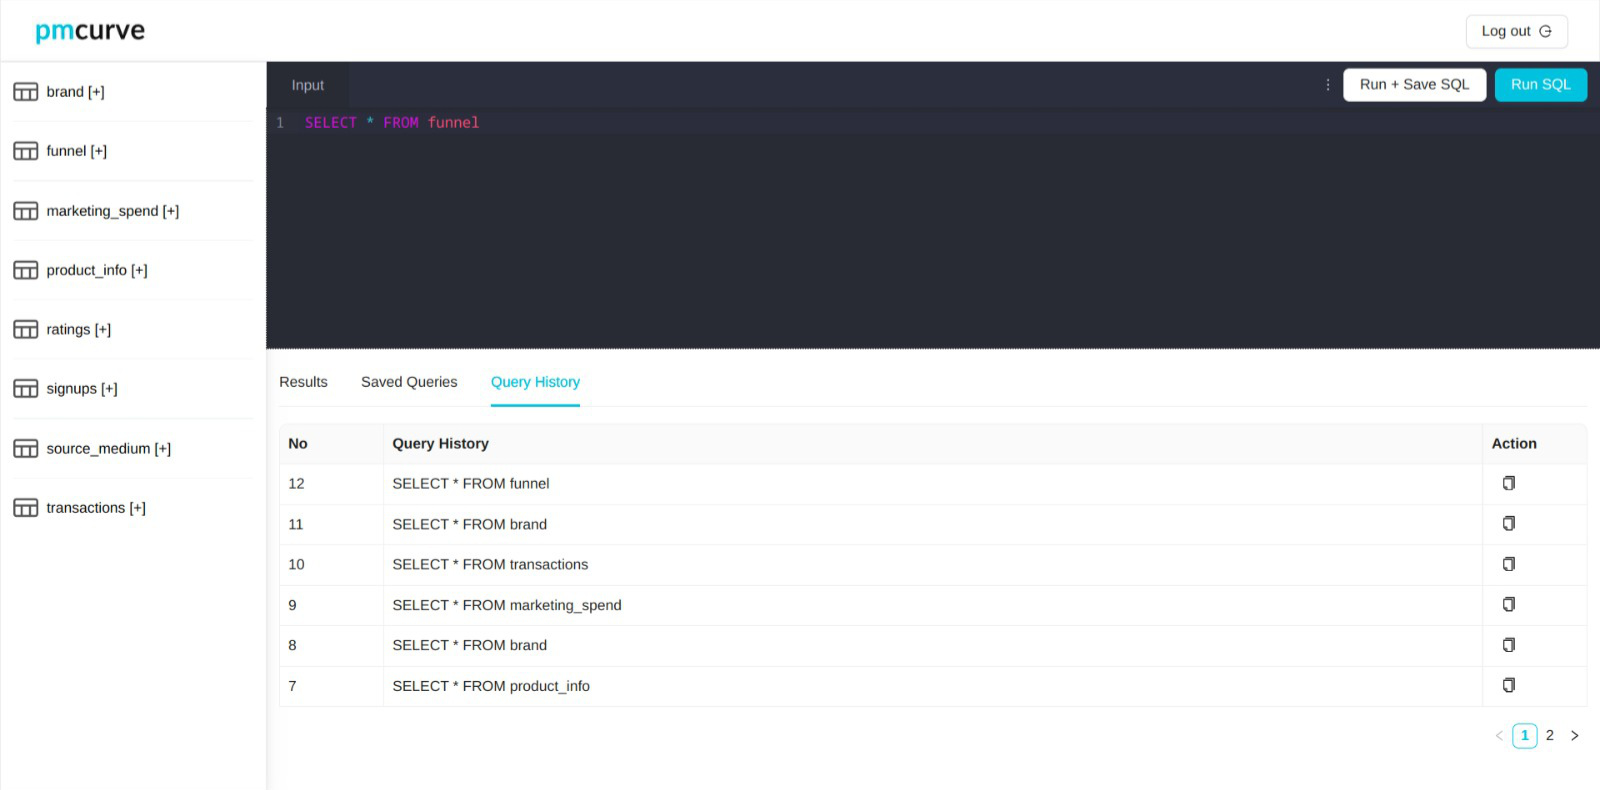 pmcurve
Log out
brand [+]
funnel [+]
marketing_spend [+]
product_info [+]
ratings [+]
signups [+]
source_medium [+]
transactions [+]
Input
Run + Save SQL
Run SQL
1 SELECT * FROM funnel
Results Saved Queries Query History
No Query History Action
12 SELECT * FROM funnel
11 SELECT * FROM brand
10 SELECT * FROM transactions
9 SELECT * FROM marketing_spend
8 SELECT * FROM brand
7 SELECT * FROM product_info
< 1 2 >